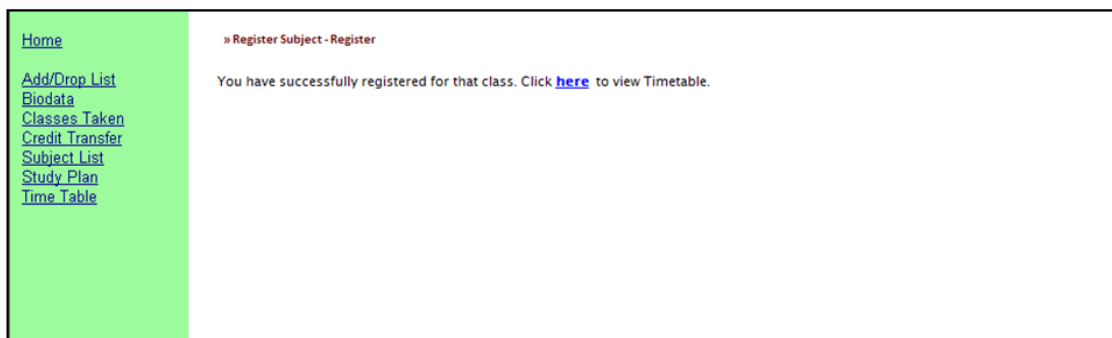 Home
Add/Drop List
Biodata
Classes Taken
Credit Transfer
Subject List
Study Plan
Time Table
» Register Subject - Register
You have successfully registered for that class. Click here to view Timetable.